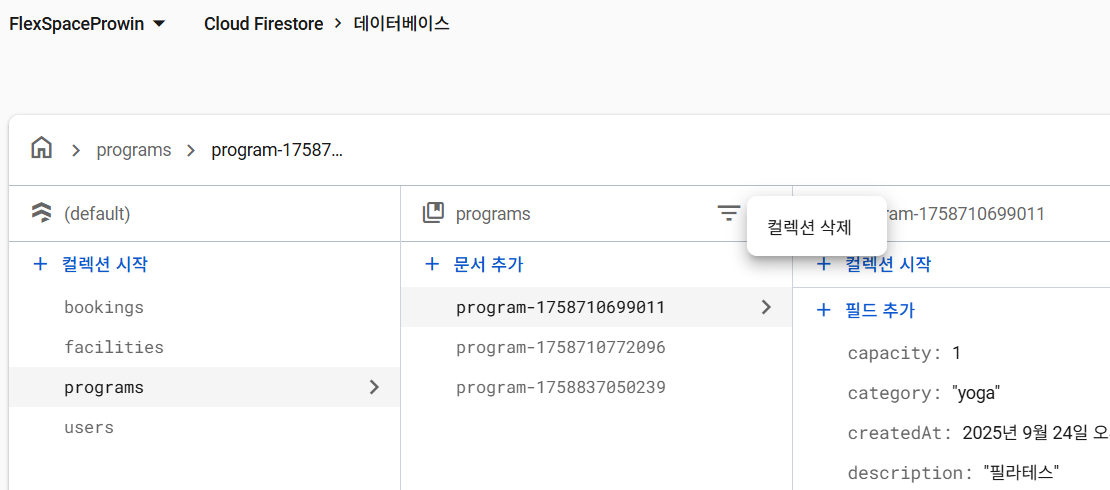 FlexSpaceProwin Cloud Firestore > 데이터베이스
programs > program-17587…
(default)
+ 컬렉션 시작
bookings
facilities
programs
users
programs
+ 문서 추가
program-1758710699011
program-1758710772096
program-1758837050239
컬렉션 삭제
ram-1758710699011
+ 컬렉션 시작
+ 필드 추가
capacity: 1
category: "yoga"
createdAt: 2025년 9월 24일 오
description: "필라테스"